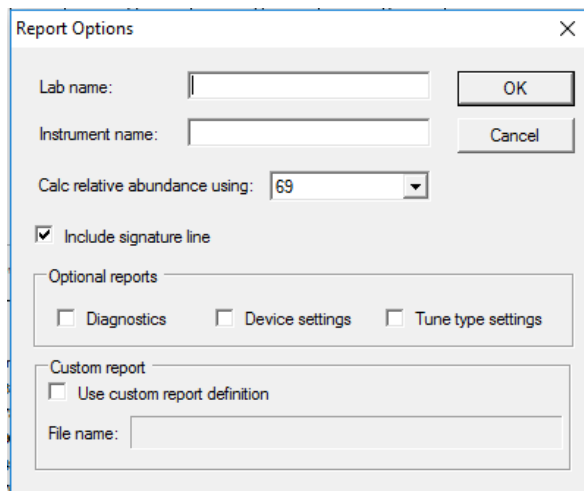 Report Options
Lab name:
OK
Instrument name:
Cancel
Calc relative abundance using: 69
Include signature line
Optional reports
Diagnostics Device settings Tune type settings
Custom report
Use custom report definition
File name: